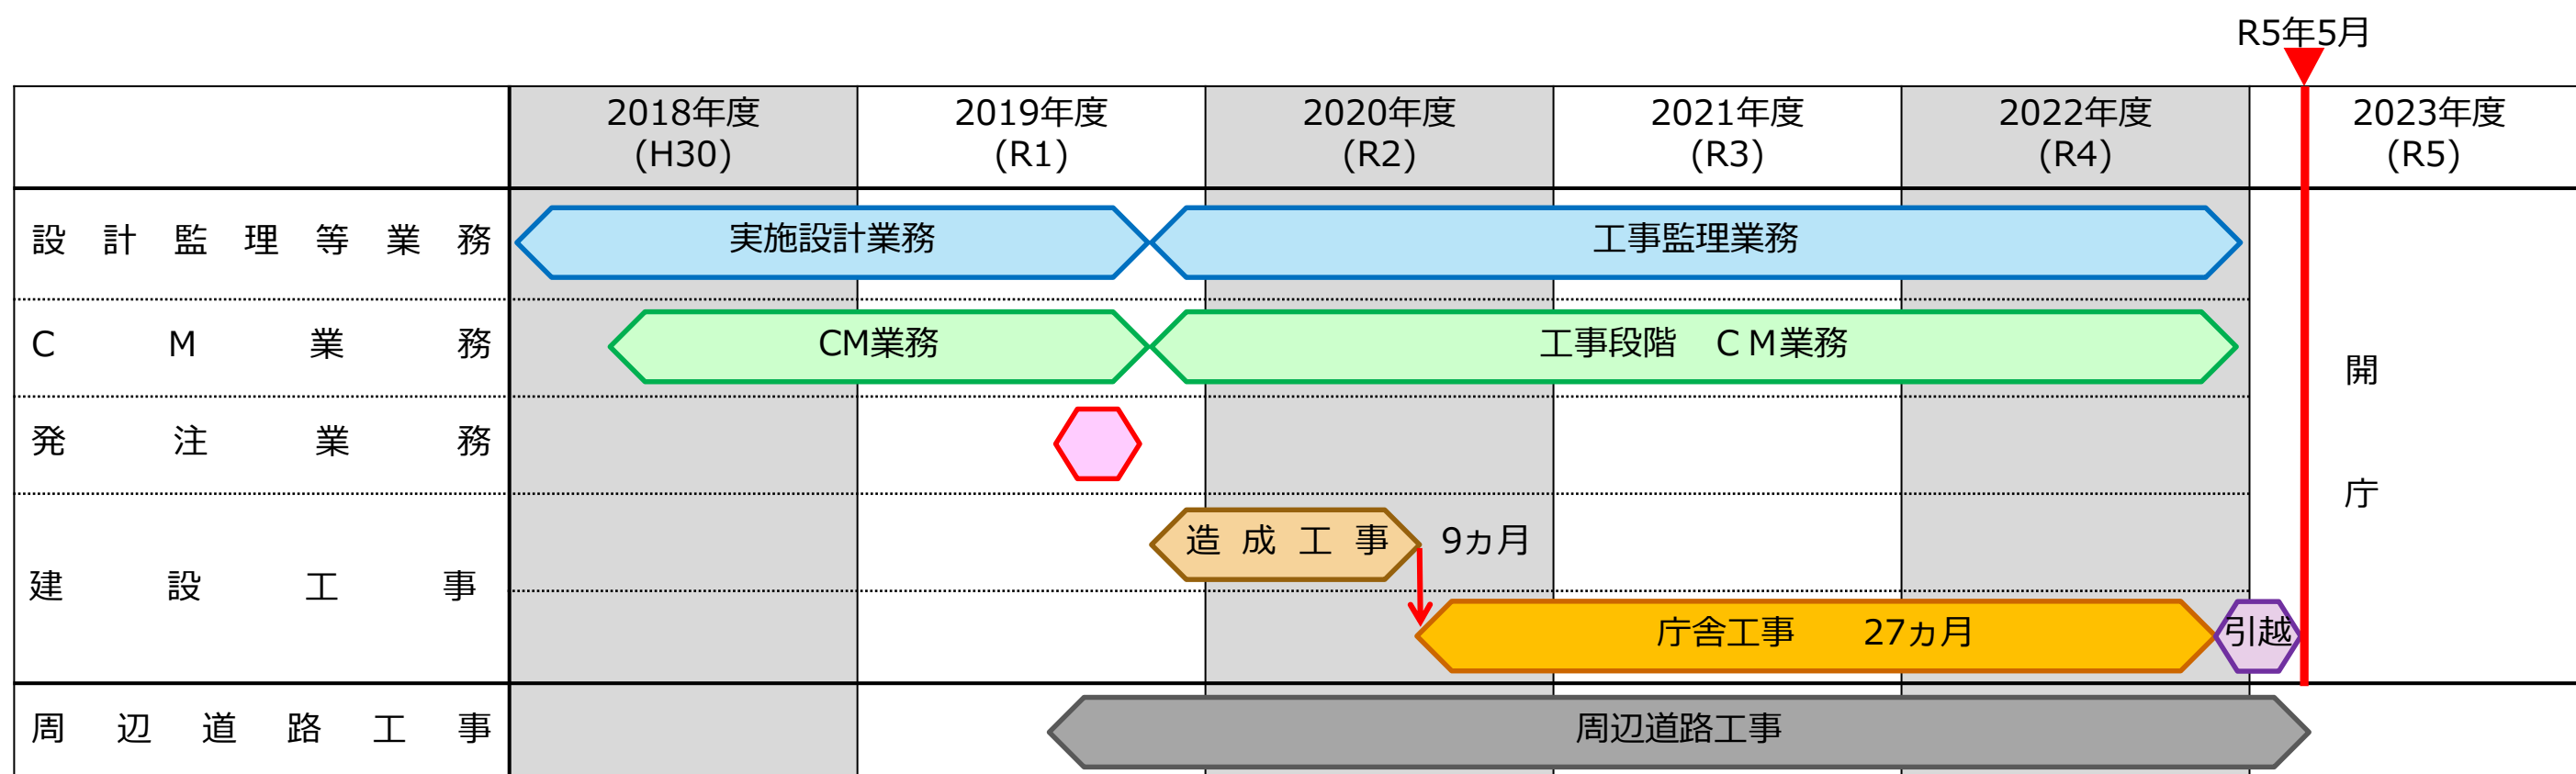 R5年5月
2018年度
(H30)
2019年度
(R1)
2020年度
(R2)
2021年度
(R3)
2022年度
(R4)
2023年度
(R5)
設計監理等業務
実施設計業務
工事監理業務
CM業務
CM業務
工事段階　ＣＭ業務
発注業務
建設工事
造成工事
9ヵ月
庁舎工事　27ヵ月
引越
開庁
周辺道路工事
周辺道路工事